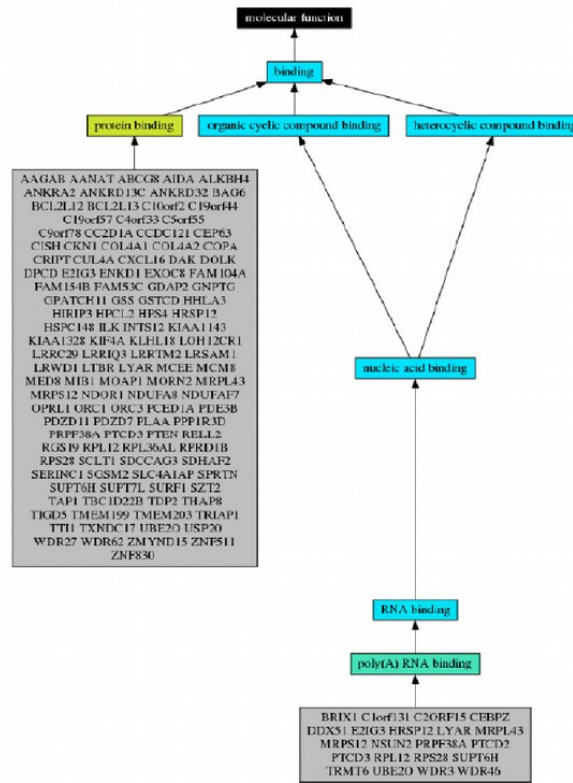 molecular function
binding
protein binding
organic cyclic compound binding
heterocyclic compound binding
AAGAB AANAT ABCG8 AIDA ALKBH4
ANKRA2 ANKRD13C ANKRD32 BAG6
BCL2L12 BCL2L13 C10orf2 C19orf44
C19orf57 C4orf33 C5orf55
C9orf78 CC2D1A CCDC121 CEP63
CISH CKN1 COL4A1 COL4A2 COPA
CRIPT CUL4A CXCL16 DAK DOLK
DPCD E2IG3 ENKD1 EXOC8 FAM104A
FAM154B FAM53C GDAP2 GNPTG
GPATCH11 GSS GSTCD HHLA3
HIRIP3 HPCL2 HPS4 HRSP12
HSPC148 ILK INTS12 KIAA1143
KIAA1328 KIF4A KLHL18 LOH12CR1
LRRC29 LRRIQ3 LRRTM2 LRSAM1
LRWD1 LTBR LYAR MCEE MCM8
MED8 MIB1 MOAP1 MORN2 MRPL43
MRPS12 NDOR1 NDUFA8 NDUFAF7
OPRL1 ORC1 ORC3 PCED1A PDE3B
PDZD11 PDZD7 PLAA PPP1R3D
PRPF38A PTCD3 PTEN RELL2
RGS19 RPL12 RPL36AL RPRD1B
RPS28 SCLT1 SDCCAG3 SDHAF2
SERINC1 SGSM2 SLC4A1AP SPRTN
SUPT6H SUPT7L SURF1 SZT2
TAP1 TBC1D22B TDP2 THAP8
TIGD5 TMEM199 TMEM203 TRIAP1
TTI1 TXNDC17 UBE2O USP20
WDR27 WDR62 ZMYND15 ZNF511
ZNF830
nucleic acid binding
RNA binding
poly(A) RNA binding
BRIX1 C1orf131 C2ORF15 CEBPZ
DDX51 E2IG3 HRSP12 LYAR MRPL43
MRPS12 NSUN2 PRPF38A PTCD2
PTCD3 RPL12 RPS28 SUPT6H
TRMT6 UBE2O WDR3 WDR46